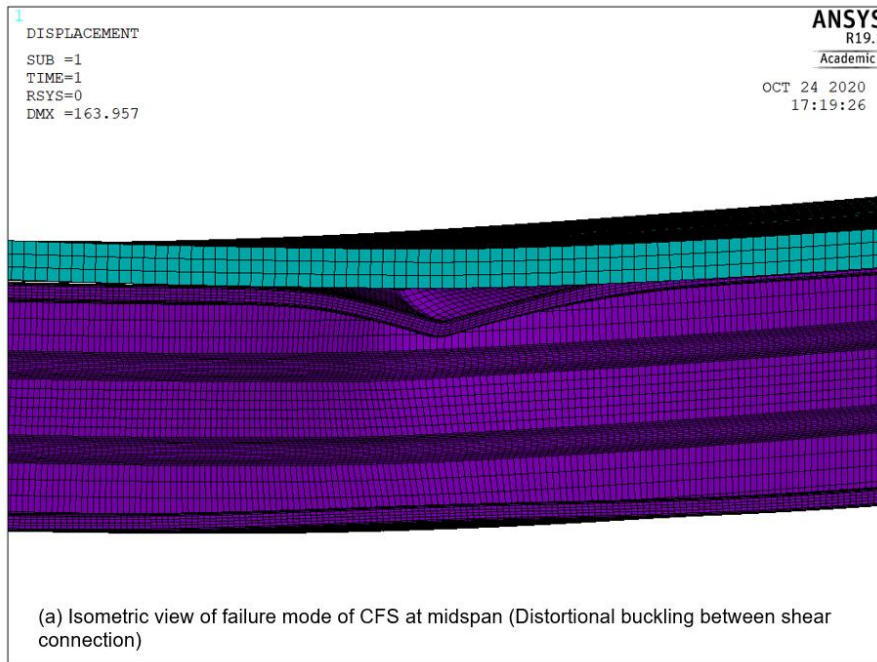 1
DISPLACEMENT
SUB =1
TIME=1
RSYS=0
DMX =163.957
ANSYS
R19.
Academic
OCT 24 2020
17:19:26
(a) Isometric view of failure mode of CFS at midspan (Distortional buckling between shear
connection)